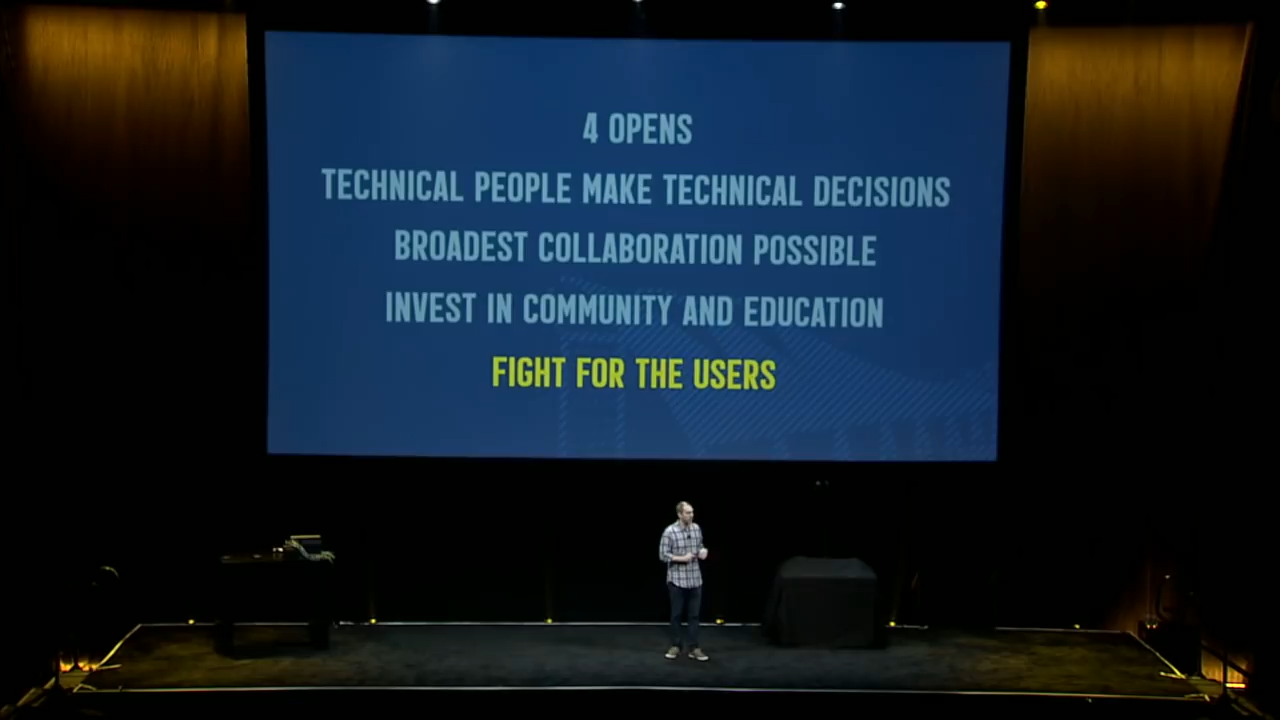 4 OPENS
TECHNICAL PEOPLE MAKE TECHNICAL DECISIONS
BROADEST COLLABORATION POSSIBLE
INVEST IN COMMUNITY AND EDUCATION
FIGHT FOR THE USERS